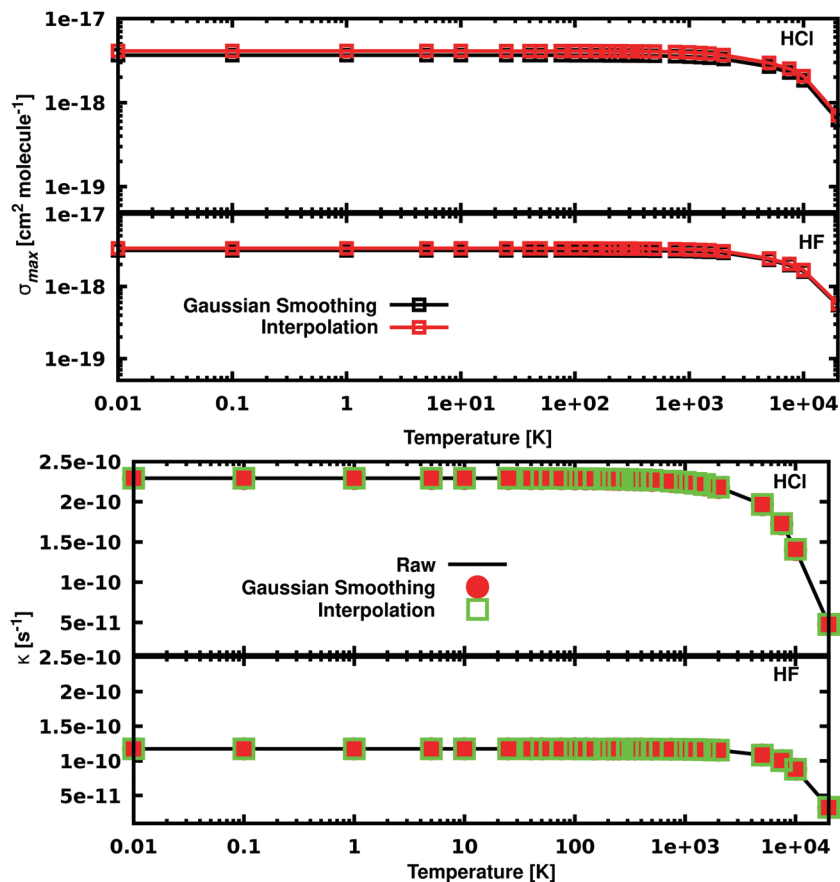 1e-17
HCl
1e-18
1e-19
1e-17
HF
1e-18
Gaussian Smoothing
Interpolation
1e-19
σmax [cm² molecule⁻¹]
0.01 0.1 1 1e+01 1e+02 1e+03 1e+04
Temperature [K]
2.5e-10
HCl
2e-10
1.5e-10
Raw
1e-10
Gaussian Smoothing
Interpolation
5e-11
κ [s⁻¹]
2.5e-10
HF
2e-10
1.5e-10
1e-10
5e-11
0.01 0.1 1 10 100 1e+03 1e+04
Temperature [K]